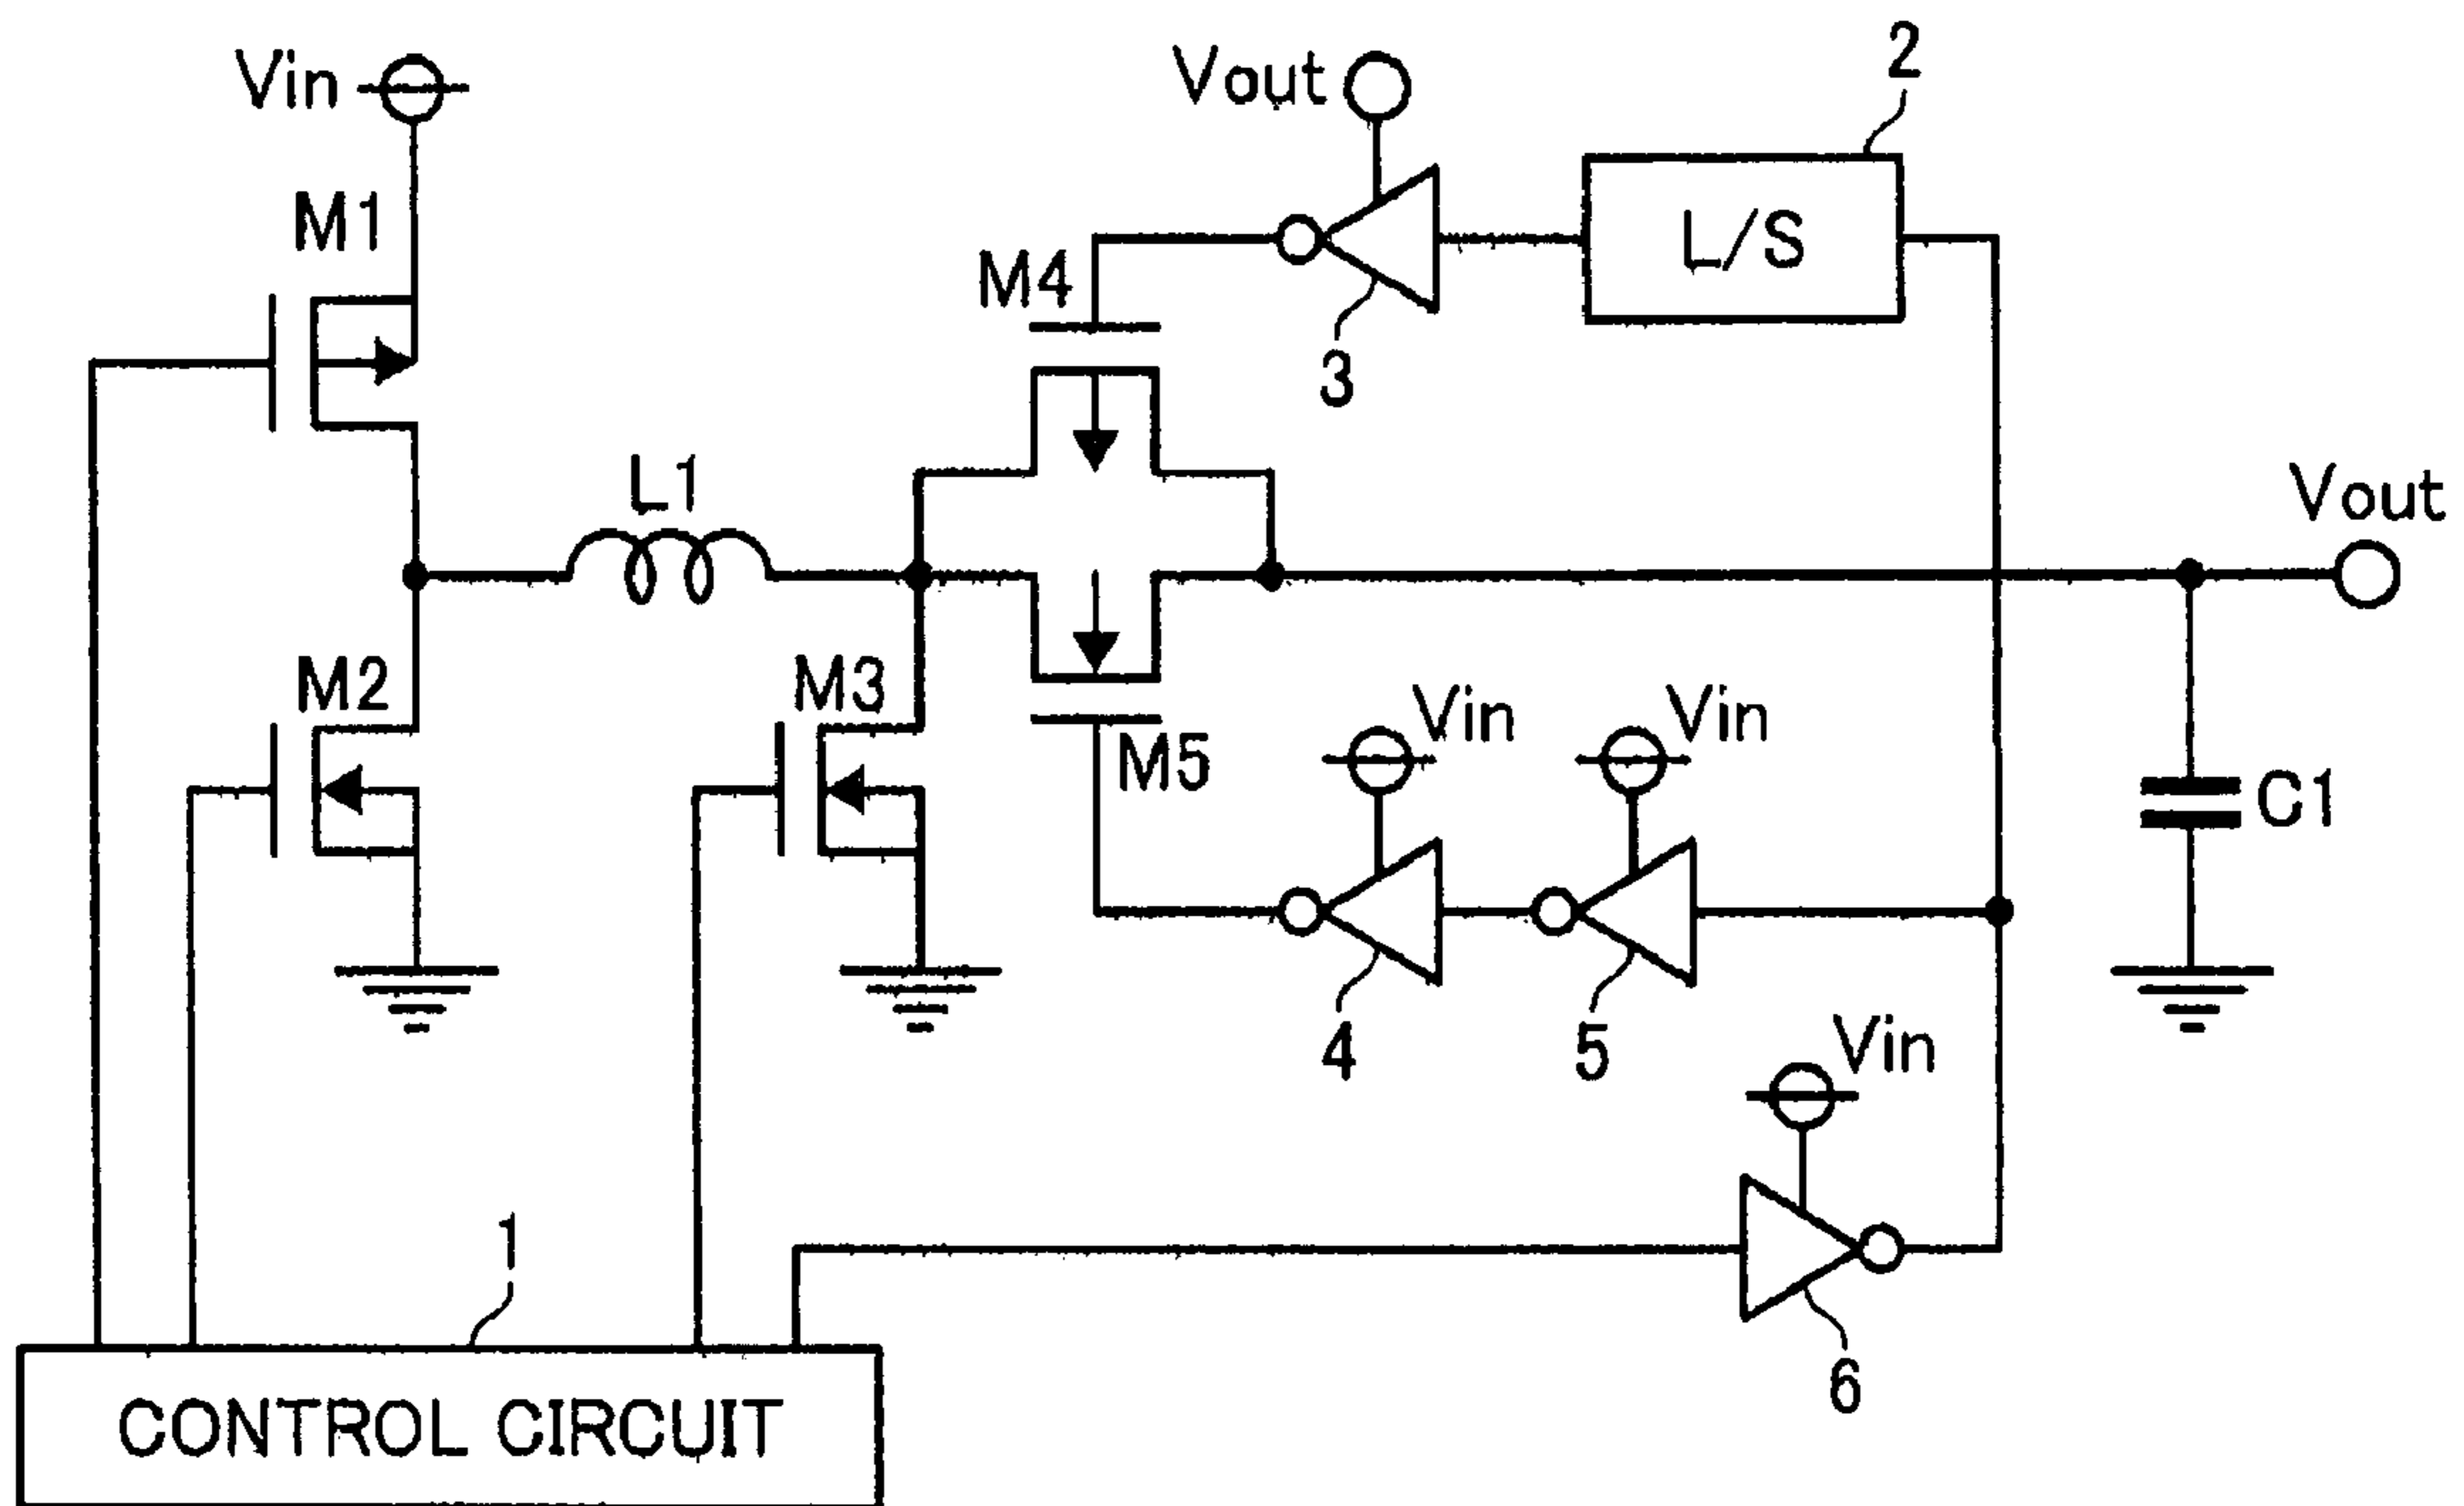 Vin
Vout
2
M1
L/S
M4
3
L1
Vout
M2
M3
M5
Vin
Vin
C1
4
5
Vin
1
6
CONTROL CIRCUIT